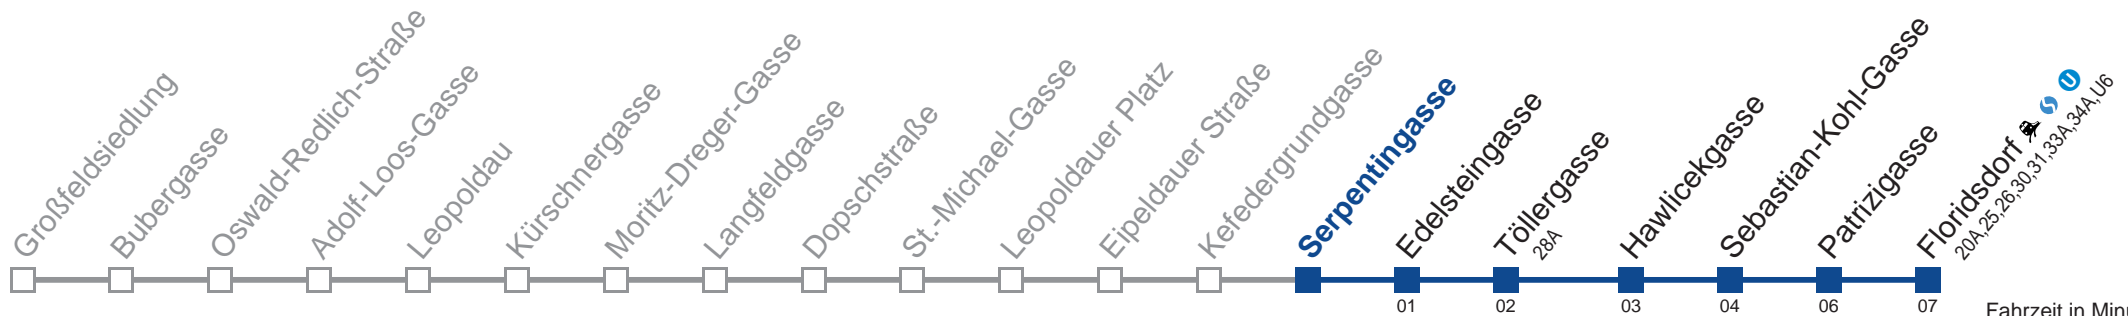 Großfeldsiedlung
Bubergasse
Oswald-Redlich-Straße
Adolf-Loos-Gasse
Leopoldau
Kürschnergasse
Moritz-Dreger-Gasse
Langfeldgasse
Dopschstraße
St.-Michael-Gasse
Leopoldauer Platz
Eipeldauer Straße
Kefedergrundgasse
Serpentingasse
Edelsteingasse
Töllergasse
28A
Hawlicekgasse
Sebastian-Kohl-Gasse
Patrizigasse
Floridsdorf
U
20A,25,26,30,31,33A,34A,U6
01
02
03
04
06
07
Fahrzeit in